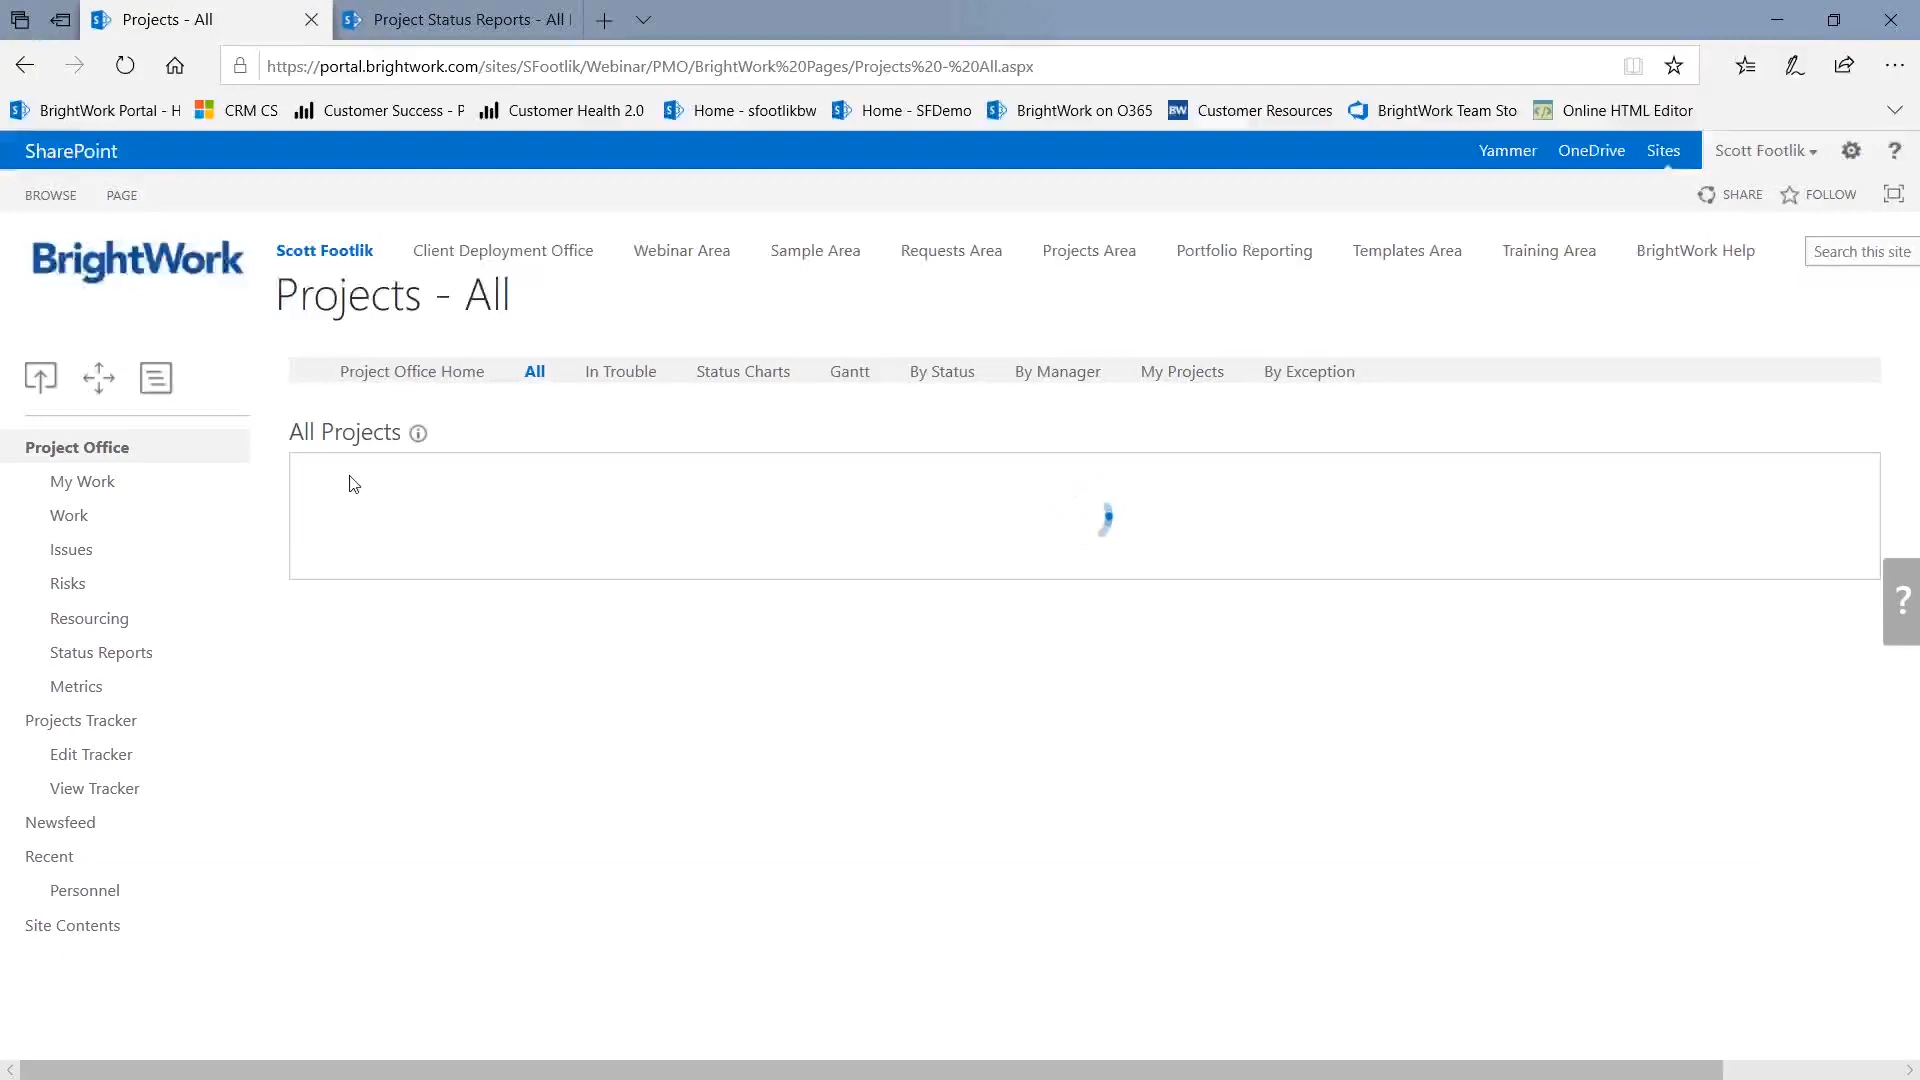 Projects - All
Project Status Reports - All
https://portal.brightwork.com/sites/SFootlik/Webinar/PMO/BrightWork%20Pages/Projects%20-%20All.aspx
BrightWork Portal - H
CRM CS
Customer Success - P
Customer Health 2.0
Home - sfootlikbw
Home - SFDemo
BrightWork on O365
BW
Customer Resources
BrightWork Team Sto
Online HTML Editor
SharePoint
Yammer
OneDrive
Sites
Scott Footlik
?
BROWSE
PAGE
SHARE
FOLLOW
BrightWork
Scott Footlik
Client Deployment Office
Webinar Area
Sample Area
Requests Area
Projects Area
Portfolio Reporting
Templates Area
Training Area
BrightWork Help
Search this site
Projects - All
Project Office Home
All
In Trouble
Status Charts
Gantt
By Status
By Manager
My Projects
By Exception
All Projects
Project Office
My Work
Work
Issues
Risks
Resourcing
Status Reports
Metrics
Projects Tracker
Edit Tracker
View Tracker
Newsfeed
Recent
Personnel
Site Contents
?